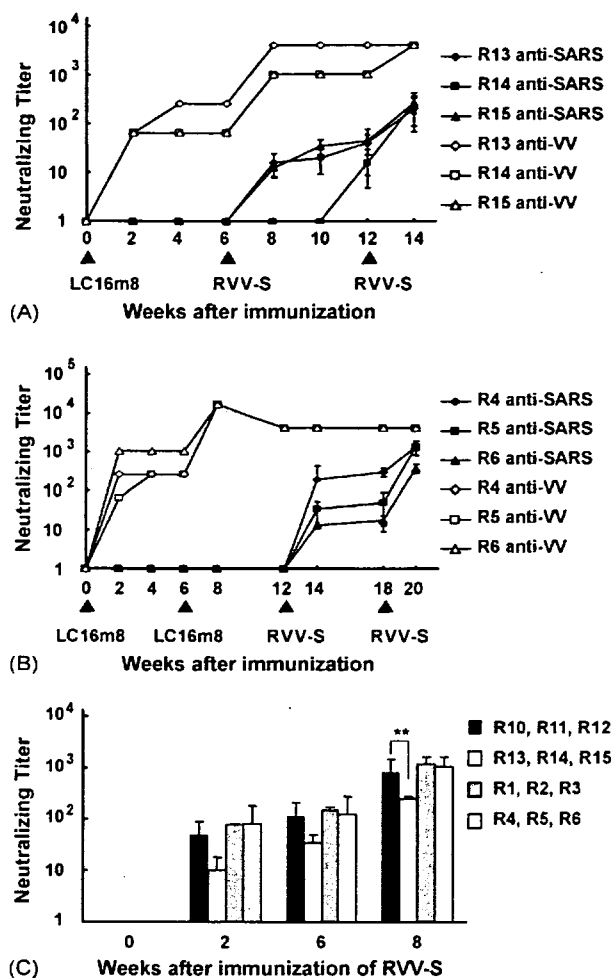 10⁴
10³
10²
10
1
Neutralizing Titer
R13 anti-SARS
R14 anti-SARS
R15 anti-SARS
R13 anti-VV
R14 anti-VV
R15 anti-VV
0 2 4 6 8 10 12 14
LC16m8 RVV-S RVV-S
(A) Weeks after immunization
10⁵
10⁴
10³
10²
10
1
Neutralizing Titer
R4 anti-SARS
R5 anti-SARS
R6 anti-SARS
R4 anti-VV
R5 anti-VV
R6 anti-VV
0 2 4 6 8 12 14 18 20
LC16m8 LC16m8 RVV-S RVV-S
(B) Weeks after immunization
10⁴
10³
10²
10
1
Neutralizing Titer
**
R10, R11, R12
R13, R14, R15
R1, R2, R3
R4, R5, R6
0 2 6 8
(C) Weeks after immunization of RVV-S